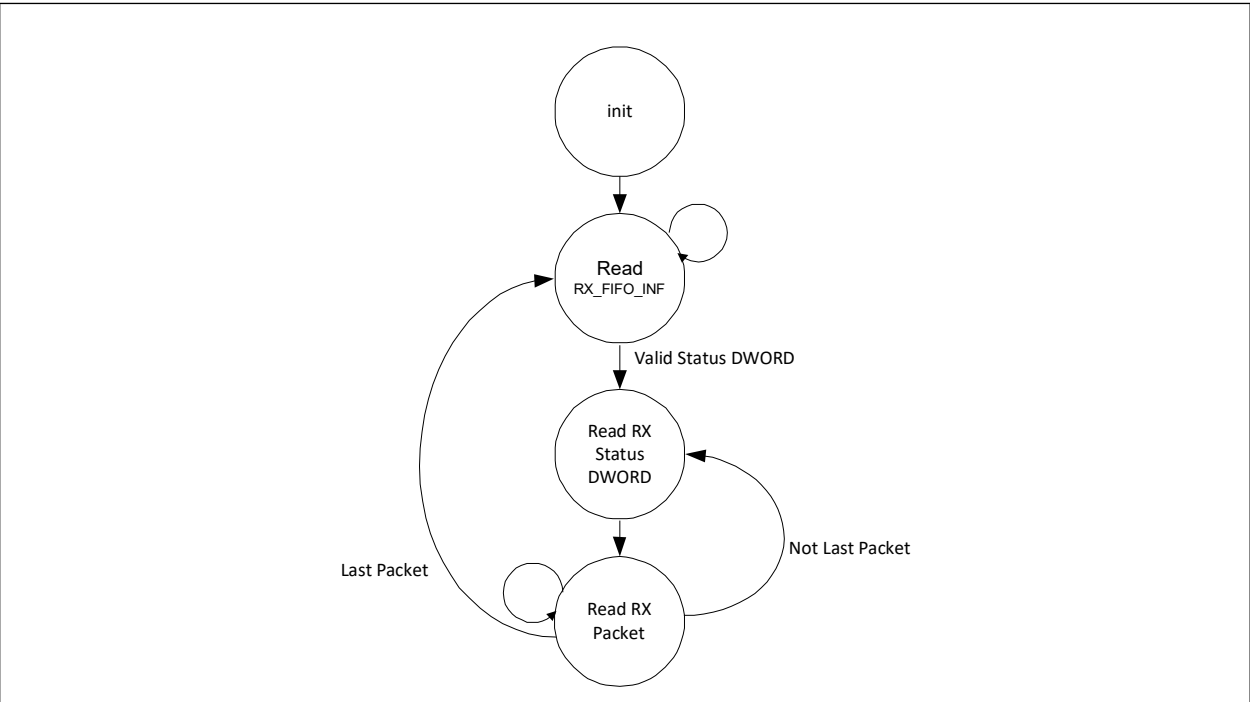 init
Read
RX_FIFO_INF
Valid Status DWORD
Read RX
Status
DWORD
Not Last Packet
Last Packet
Read RX
Packet